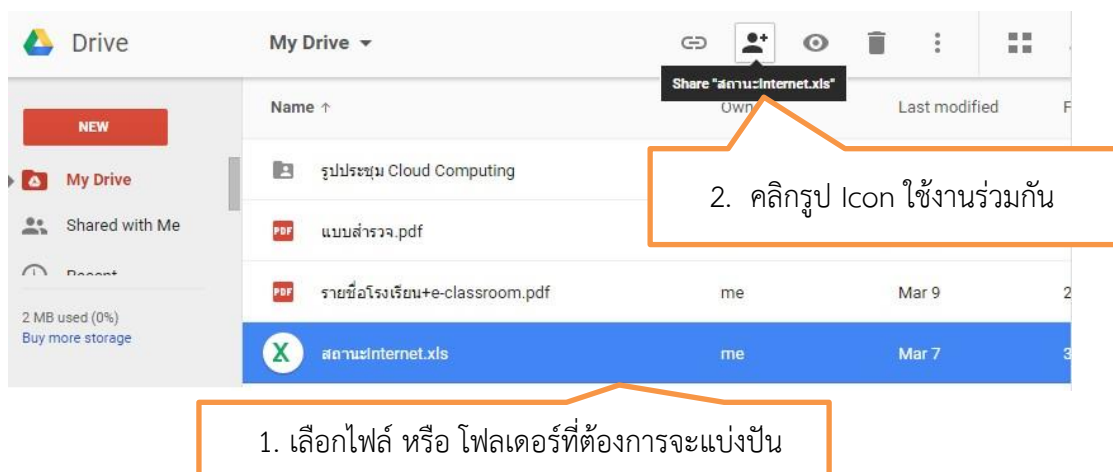 Drive
My Drive
Share "สถานะInternet.xls"
Name ↑
Last modified
NEW
My Drive
รูปประชุม Cloud Computing
2. คลิกรูป Icon ใช้งานร่วมกัน
Shared with Me
PDF แบบสำรวจ.pdf
PDF รายชื่อโรงเรียน+e-classroom.pdf me Mar 9
2 MB used (0%)
Buy more storage
X สถานะInternet.xls me Mar 7
1. เลือกไฟล์ หรือ โฟลเดอร์ที่ต้องการจะแบ่งปัน